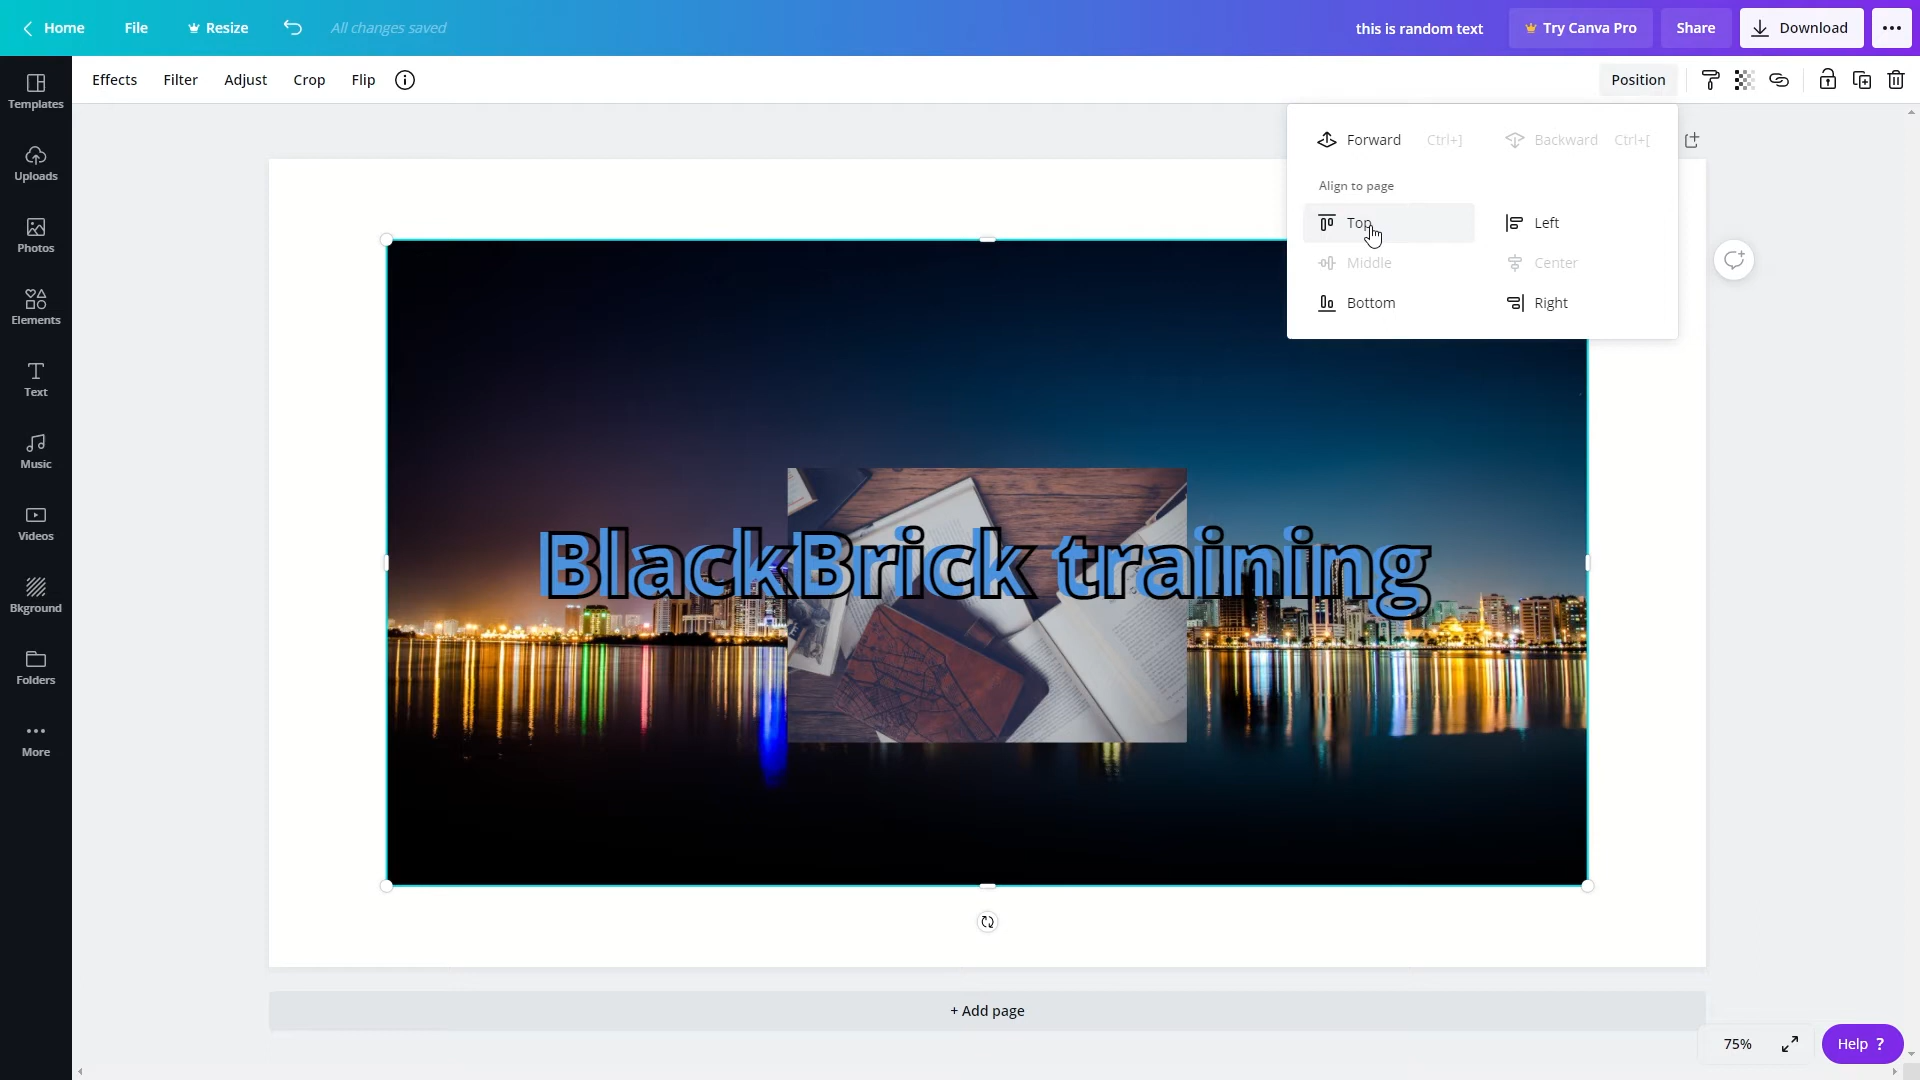 Home
File
Resize
All changes saved
this is random text
Try Canva Pro
Share
Download
Effects
Filter
Adjust
Crop
Flip
Position
Templates
Uploads
Photos
Elements
Text
Music
Videos
Bkground
Folders
More
Forward Ctrl+]
Backward Ctrl+[
Align to page
Top
Left
Middle
Center
Bottom
Right
BlackBrick training
+ Add page
75%
Help ?